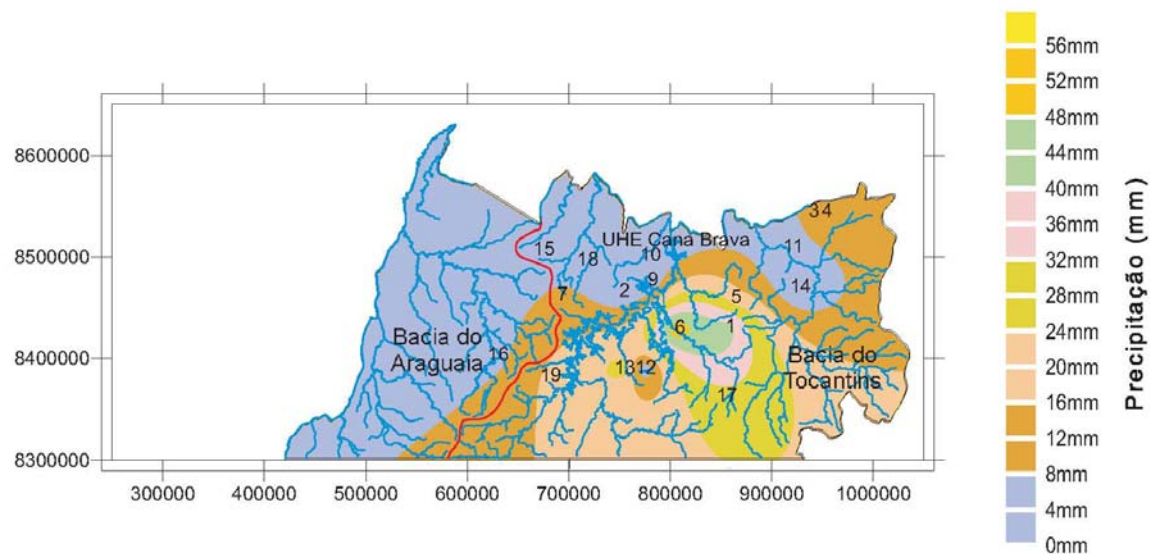 8600000
8500000
8400000
8300000
300000 400000 500000 600000 700000 800000 900000 1000000
34
UHE Cana Brava
15
11
10
18
9
14
2
7
5
6
1
Bacia do
Araguaia
16
Bacia do
Tocantins
1312
19
17
56mm
52mm
48mm
44mm
40mm
36mm
32mm
28mm
24mm
20mm
16mm
12mm
8mm
4mm
0mm
Precipitação (mm)